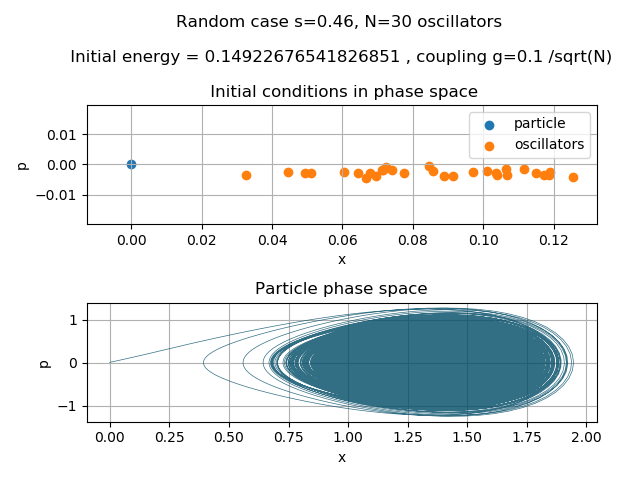 Random case s=0.46, N=30 oscillators
Initial energy = 0.14922676541826851 , coupling g=0.1 /sqrt(N)
Initial conditions in phase space
particle
oscillators
p
0.01
0.00
−0.01
0.00 0.02 0.04 0.06 0.08 0.10 0.12
x
Particle phase space
p
1
0
−1
0.00 0.25 0.50 0.75 1.00 1.25 1.50 1.75 2.00
x